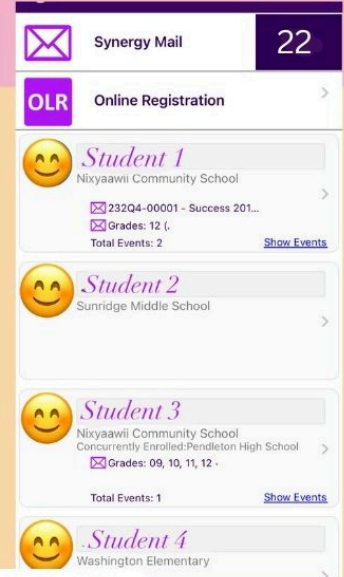 Synergy Mail 22
OLR Online Registration
Student 1
Nixyaawii Community School
232Q4-00001 - Success 201...
Grades: 12 (.
Total Events: 2 Show Events
Student 2
Sunridge Middle School
Student 3
Nixyaawii Community School
Concurrently Enrolled:Pendleton High School
Grades: 09, 10, 11, 12 -
Total Events: 1 Show Events
Student 4
Washington Elementary